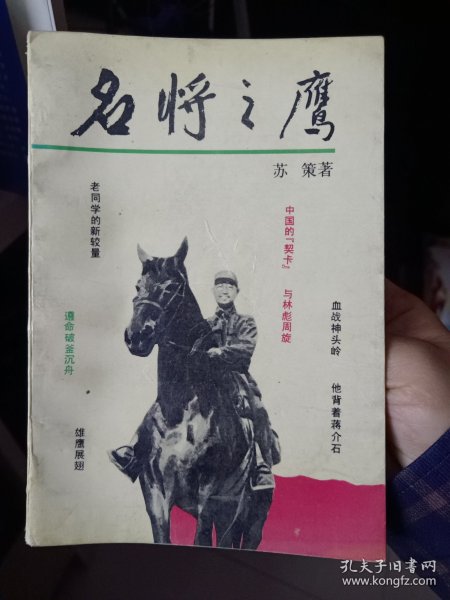 名将之鹰
苏策著
老同学的新较量
中国的『契卡』
与林彪周旋
血战神头岭
他背着蒋介石
遵命破釜沉舟
雄鹰展翅
孔夫子旧书网
www.kongfz.com